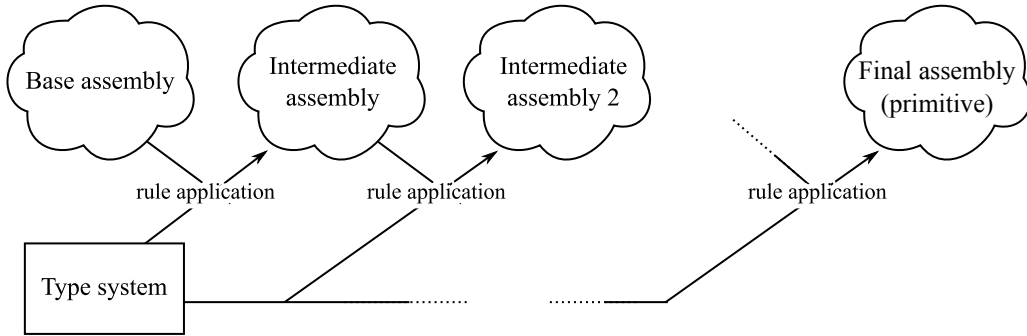 Base assembly
Intermediate
assembly
Intermediate
assembly 2
Final assembly
(primitive)
rule application
rule application
rule application
Type system